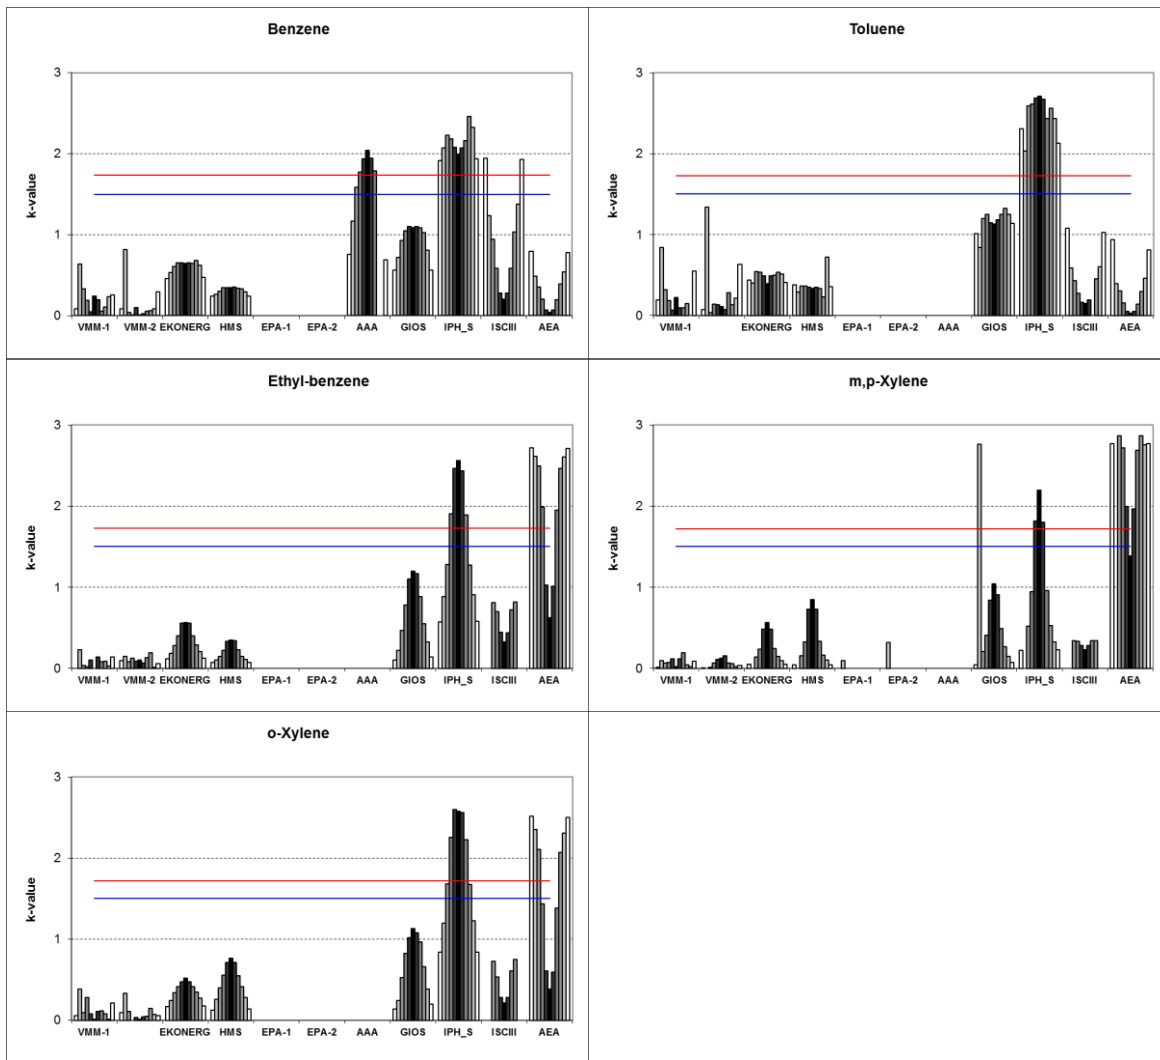 Benzene
3
2
1
0
k-value
VMM-1 VMM-2 EKONERG HMS EPA-1 EPA-2 AAA GIOS IPH_S ISCIII AEA
Toluene
3
2
1
0
k-value
VMM-1 EKONERG HMS EPA-1 EPA-2 AAA GIOS IPH_S ISCIII AEA
Ethyl-benzene
3
2
1
0
k-value
VMM-1 VMM-2 EKONERG HMS EPA-1 EPA-2 AAA GIOS IPH_S ISCIII AEA
m,p-Xylene
3
2
1
0
k-value
VMM-1 VMM-2 EKONERG HMS EPA-1 EPA-2 AAA GIOS IPH_S ISCIII AEA
o-Xylene
3
2
1
0
k-value
VMM-1 EKONERG HMS EPA-1 EPA-2 AAA GIOS IPH_S ISCIII AEA